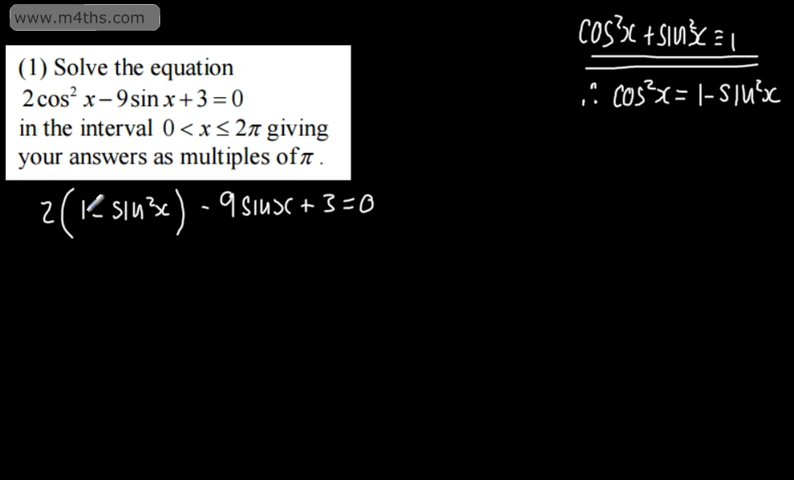 www.m4ths.com
(1) Solve the equation
2cos² x – 9sin x + 3 = 0
in the interval 0 < x ≤ 2π giving
your answers as multiples of π .
cos²x + sin²x ≡ 1
∴ cos²x = 1 - sin²x
2(1 - sin²x) - 9sinx + 3 = 0